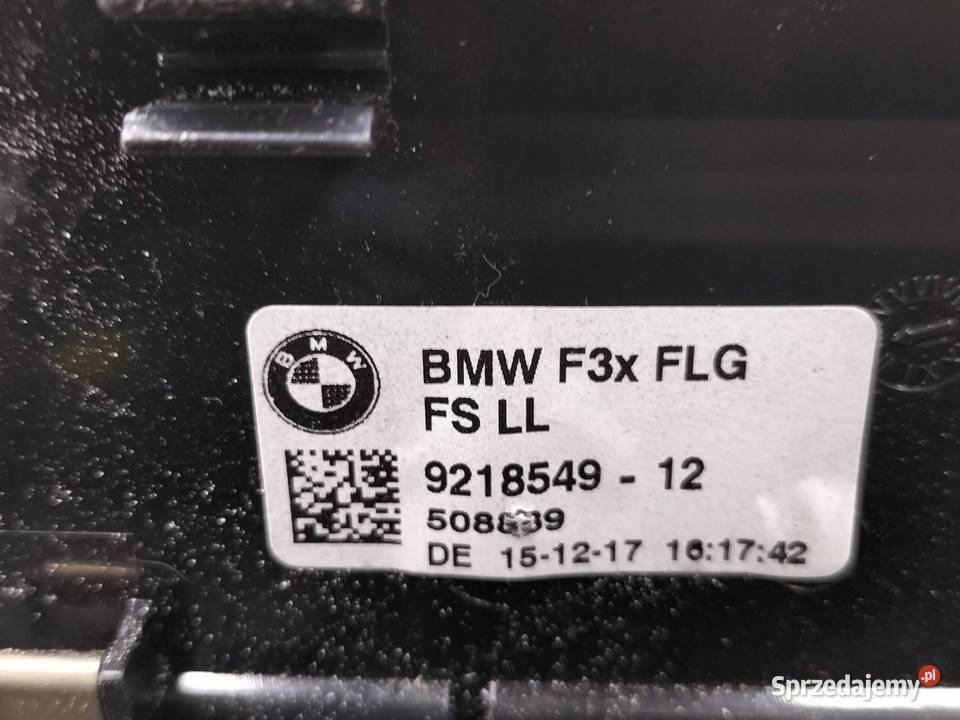 BMW
BMW F3x FLG
FS LL
9218549 - 12
DE 15-12-17 16:17:42
Sprzedajemy.pl